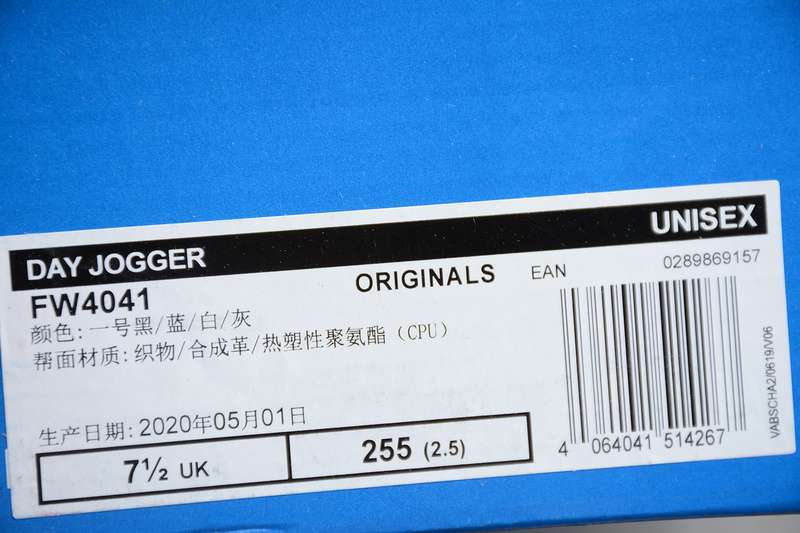 DAY JOGGER
UNISEX
FW4041
ORIGINALS
EAN
0289869157
颜色:一号黑/蓝/白/灰
帮面材质:织物/合成革/热塑性聚氨酯(CPU)
生产日期:2020年05月01日
7½ UK
255 (2.5)
4 064041 514267
VABSCHA2/0619/V06